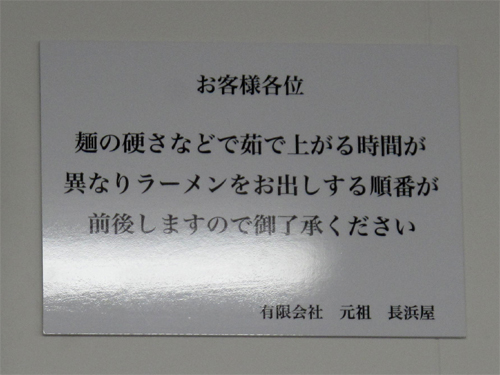 お客様各位
麺の硬さなどで茹で上がる時間が
異なりラーメンをお出しする順番が
前後しますので御了承ください
有限会社　元祖　長浜屋